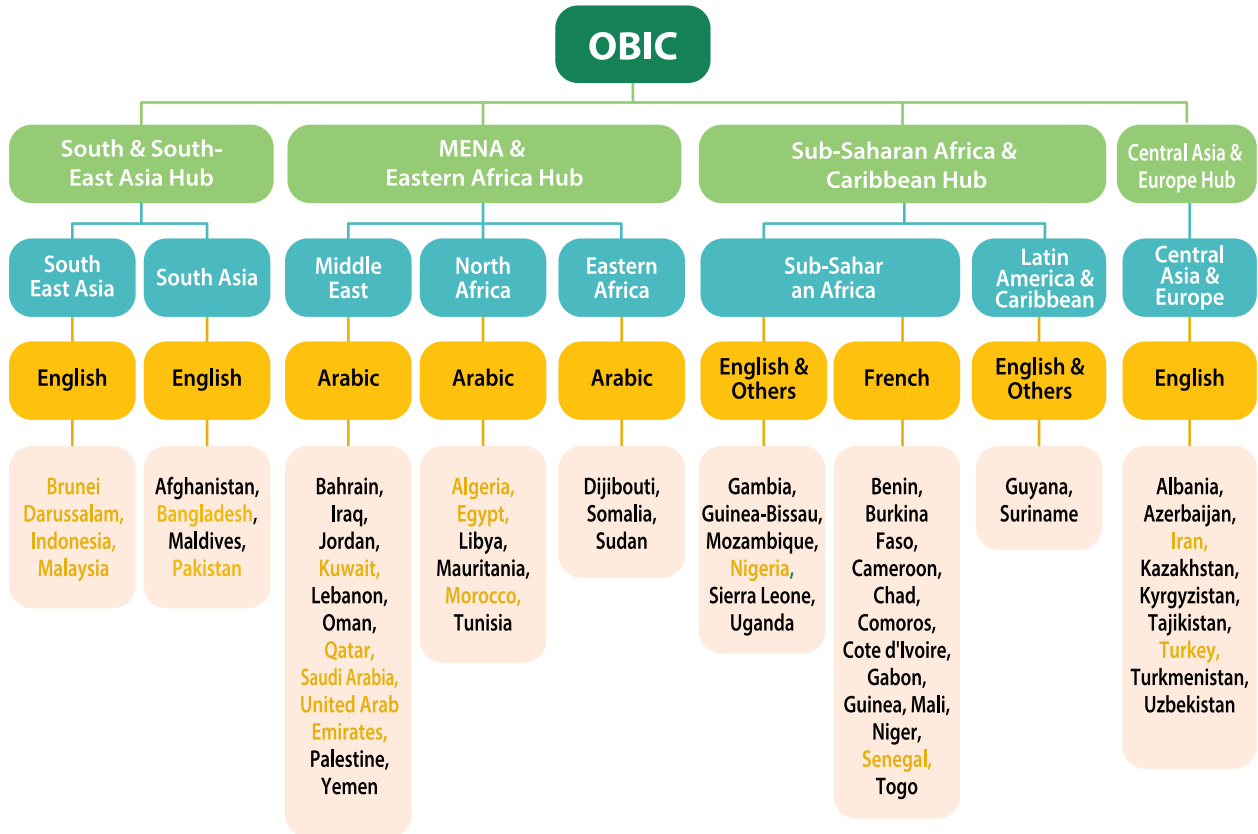 OBIC
South & South-
East Asia Hub
MENA &
Eastern Africa Hub
Sub-Saharan Africa &
Caribbean Hub
Central Asia &
Europe Hub
South
East Asia
South Asia
Middle
East
North
Africa
Eastern
Africa
Sub-Sahar
an Africa
Latin
America &
Caribbean
Central
Asia &
Europe
English
English
Arabic
Arabic
Arabic
English &
Others
French
English &
Others
English
Brunei
Darussalam,
Indonesia,
Malaysia
Afghanistan,
Bangladesh,
Maldives,
Pakistan
Bahrain,
Iraq,
Jordan,
Kuwait,
Lebanon,
Oman,
Qatar,
Saudi Arabia,
United Arab
Emirates,
Palestine,
Yemen
Algeria,
Egypt,
Libya,
Mauritania,
Morocco,
Tunisia
Dijibouti,
Somalia,
Sudan
Gambia,
Guinea-Bissau,
Mozambique,
Nigeria,
Sierra Leone,
Uganda
Benin,
Burkina
Faso,
Cameroon,
Chad,
Comoros,
Cote d'Ivoire,
Gabon,
Guinea, Mali,
Niger,
Senegal,
Togo
Guyana,
Suriname
Albania,
Azerbaijan,
Iran,
Kazakhstan,
Kyrgyzistan,
Tajikistan,
Turkey,
Turkmenistan,
Uzbekistan